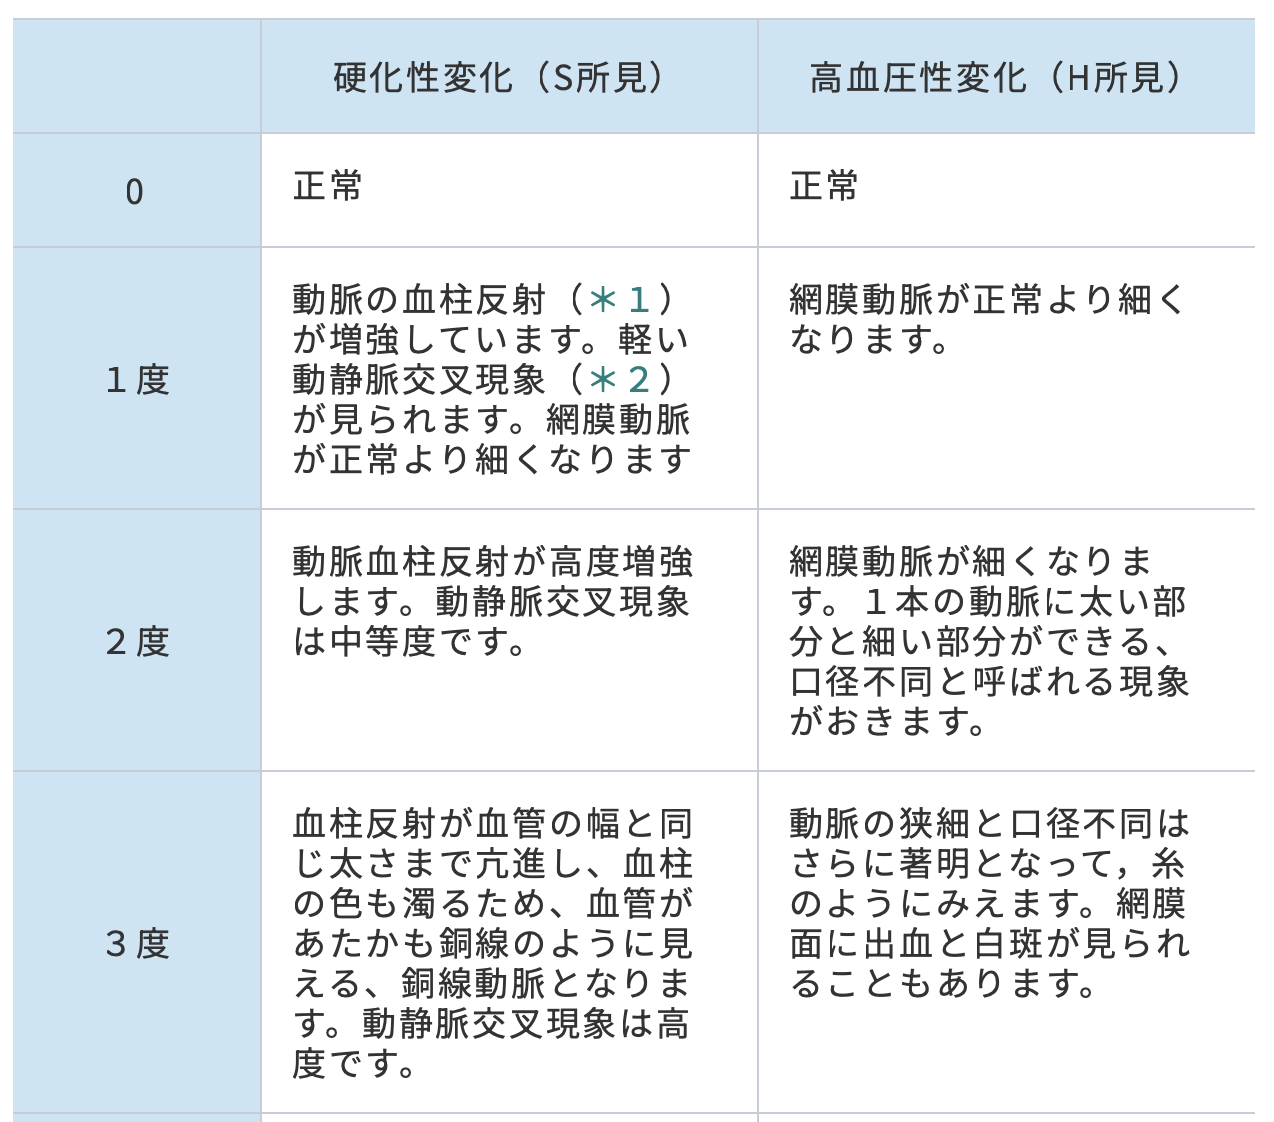 硬化性変化（S所見）
高血圧性変化（H所見）
0
正常
正常
１度
動脈の血柱反射（＊１）
が増強しています。軽い
動静脈交叉現象（＊２）
が見られます。網膜動脈
が正常より細くなります
網膜動脈が正常より細く
なります。
２度
動脈血柱反射が高度増強
します。動静脈交叉現象
は中等度です。
網膜動脈が細くなりま
す。１本の動脈に太い部
分と細い部分ができる、
口径不同と呼ばれる現象
がおきます。
３度
血柱反射が血管の幅と同
じ太さまで亢進し、血柱
の色も濁るため、血管が
あたかも銅線のように見
える、銅線動脈となりま
す。動静脈交叉現象は高
度です。
動脈の狭細と口径不同は
さらに著明となって，糸
のようにみえます。網膜
面に出血と白斑が見られ
ることもあります。